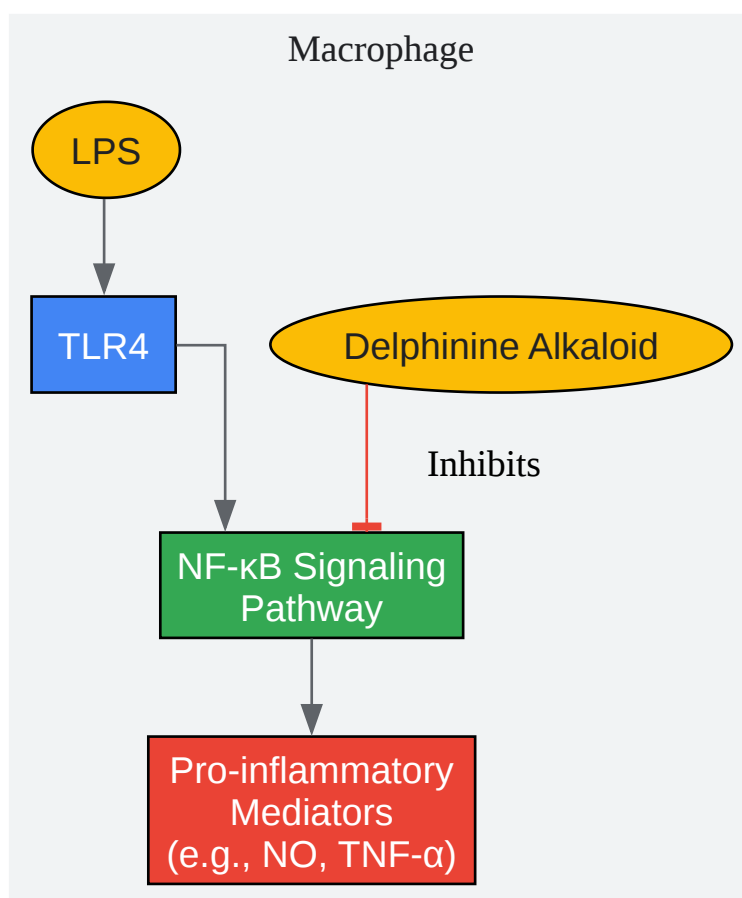 Macrophage
LPS
TLR4
Delphinine Alkaloid
Inhibits
NF-κB Signaling
Pathway
Pro-inflammatory
Mediators
(e.g., NO, TNF-α)